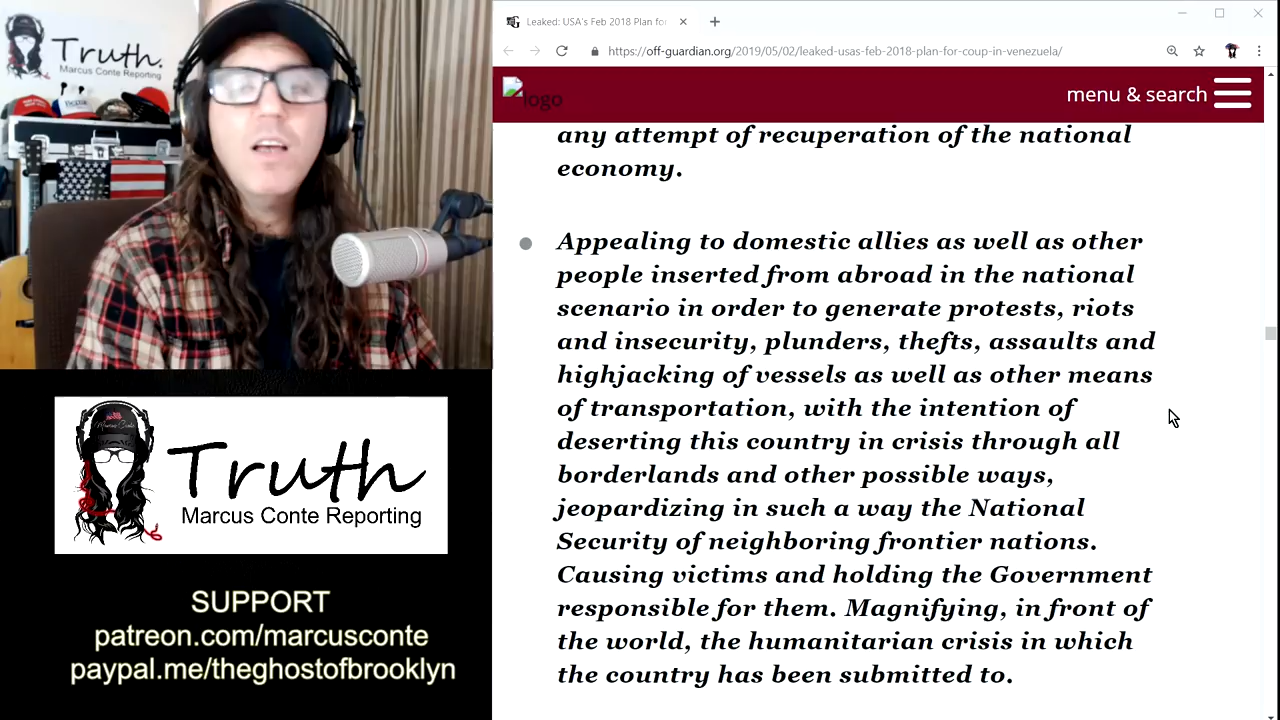 Truth.
Marcus Conte Reporting
Leaked: USA's Feb 2018 Plan for
https://off-guardian.org/2019/05/02/leaked-usas-feb-2018-plan-for-coup-in-venezuela/
logo
menu & search
any attempt of recuperation of the national
economy.
Appealing to domestic allies as well as other
people inserted from abroad in the national
scenario in order to generate protests, riots
and insecurity, plunders, thefts, assaults and
highjacking of vessels as well as other means
of transportation, with the intention of
deserting this country in crisis through all
borderlands and other possible ways,
jeopardizing in such a way the National
Security of neighboring frontier nations.
Causing victims and holding the Government
responsible for them. Magnifying, in front of
the world, the humanitarian crisis in which
the country has been submitted to.
Truth
Marcus Conte Reporting
SUPPORT
patreon.com/marcusconte
paypal.me/theghostofbrooklyn